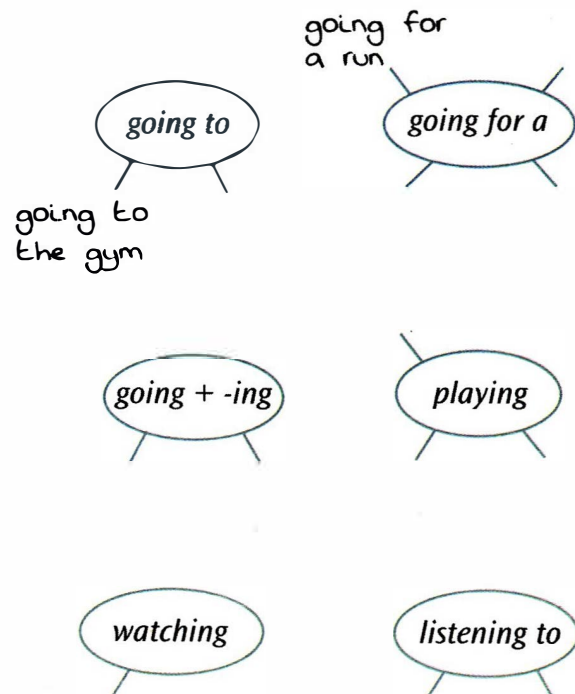 going for
a run
going to
going for a
going to
the gym
going + -ing
playing
watching
listening to